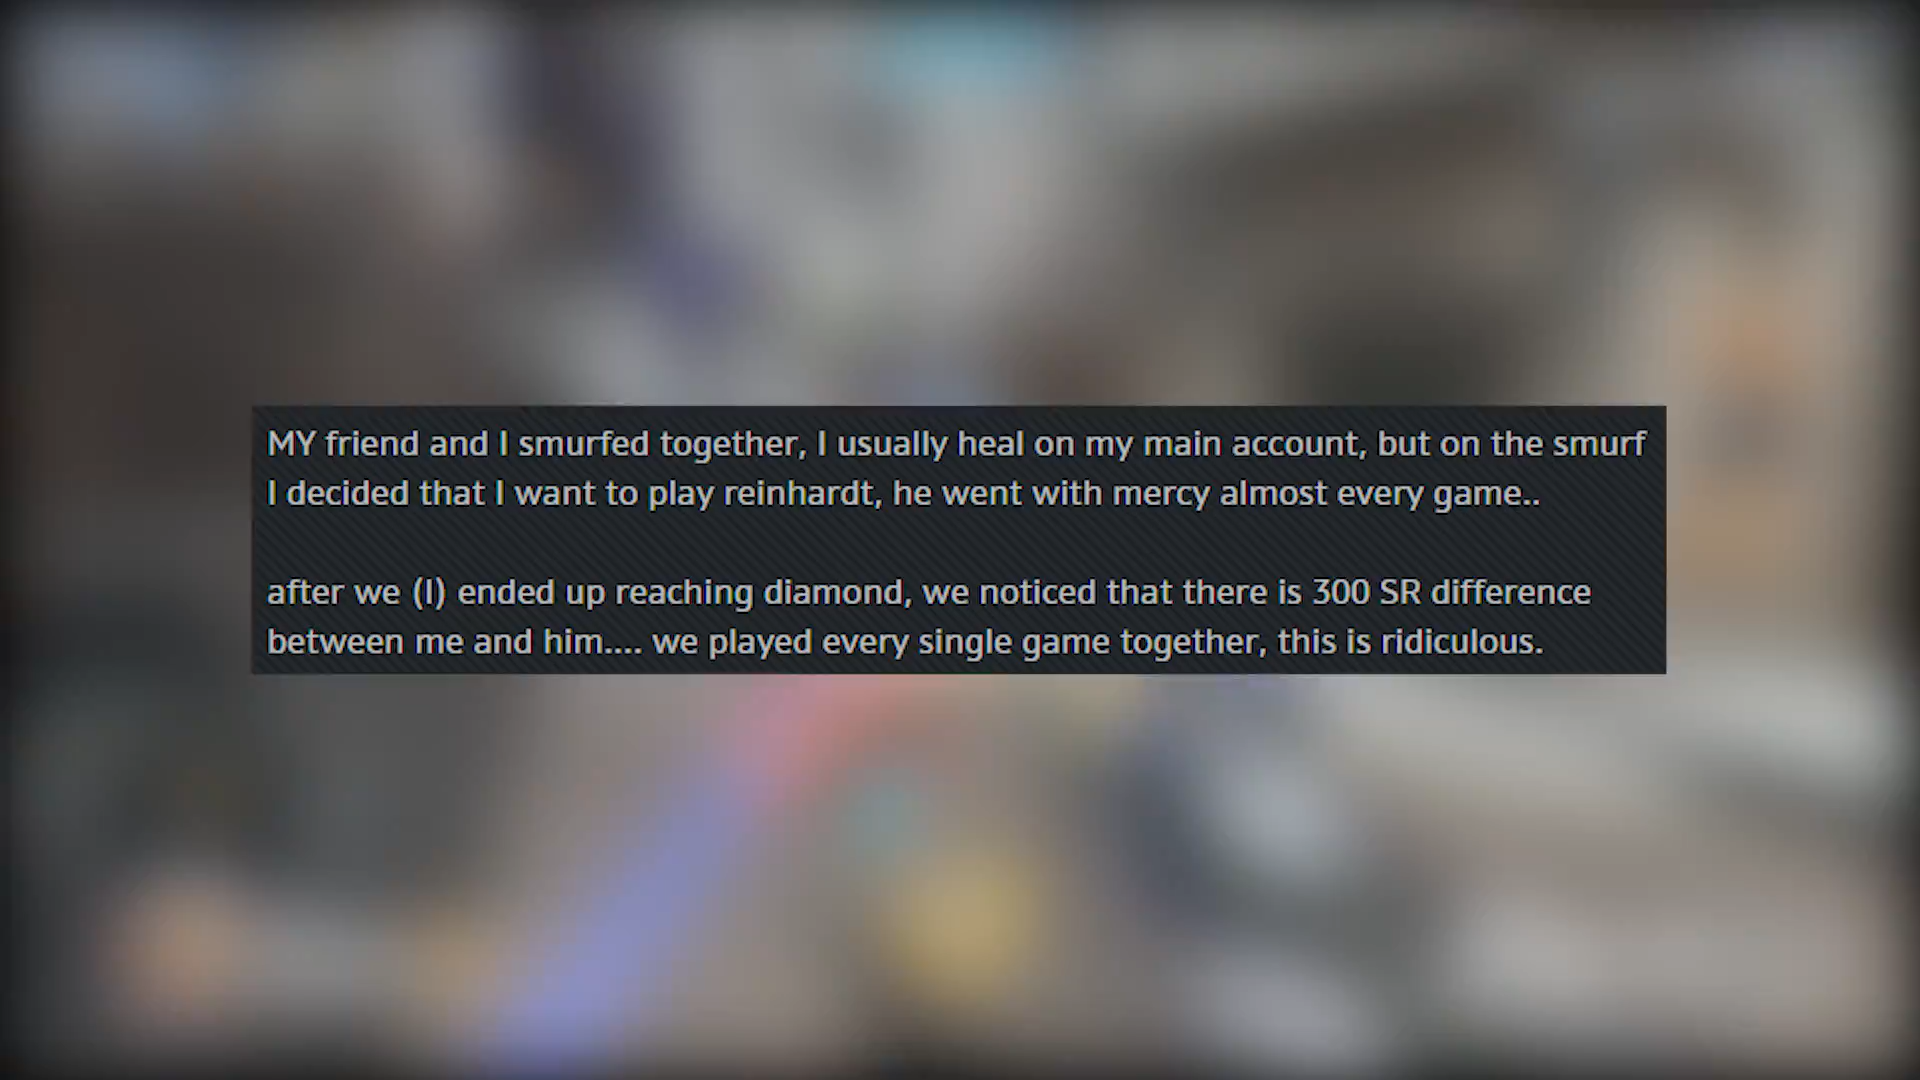 MY friend and I smurfed together, I usually heal on my main account, but on the smurf
I decided that I want to play reinhardt, he went with mercy almost every game..
after we (I) ended up reaching diamond, we noticed that there is 300 SR difference
between me and him.... we played every single game together, this is ridiculous.